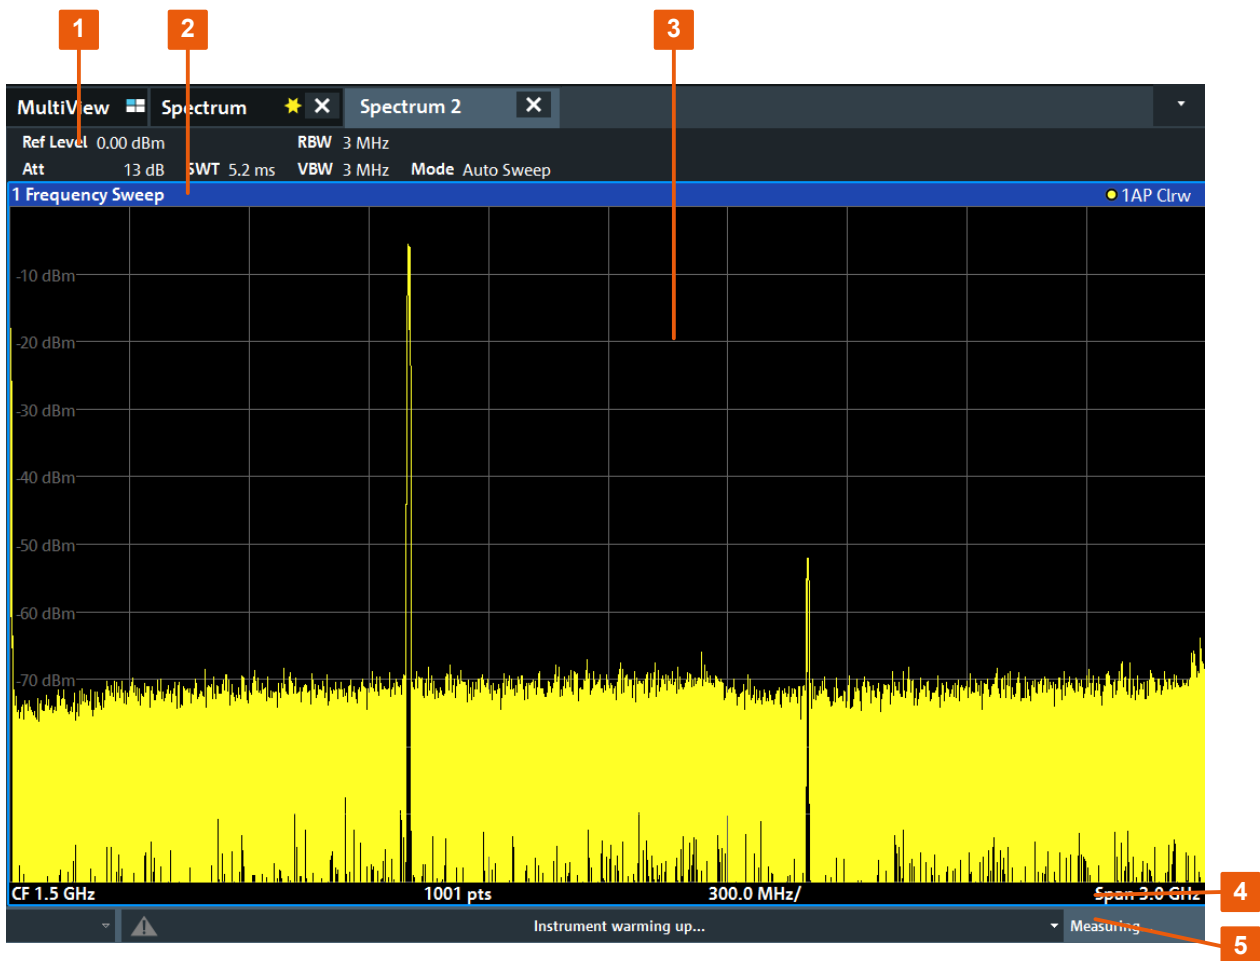 1 2 3
MultiView Spectrum Spectrum 2
Ref Level 0.00 dBm RBW 3 MHz
Att 13 dB SWT 5.2 ms VBW 3 MHz Mode Auto Sweep
1 Frequency Sweep 1AP Clrw
-10 dBm
-20 dBm
-30 dBm
-40 dBm
-50 dBm
-60 dBm
-70 dBm
CF 1.5 GHz 1001 pts 300.0 MHz/ Span 3.0 GHz
4
Instrument warming up... Measuring...
5